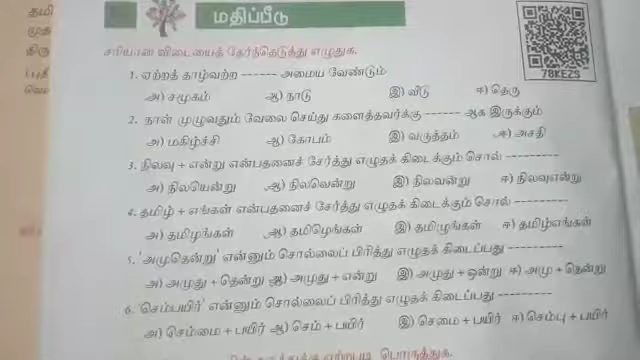 மதிப்பீடு
சரியான விடையைத் தேர்ந்தெடுத்து எழுதுக.
78KEZS
1. ஏற்றத் தாழ்வற்ற ------ அமைய வேண்டும்
அ) சமூகம் ஆ) நாடு இ) வீடு ஈ) தெரு
2. நாள் முழுவதும் வேலை செய்து களைத்தவர்க்கு ------ ஆக இருக்கும்
அ) மகிழ்ச்சி ஆ) கோபம் இ) வருத்தம் ஈ) அசதி
3. நிலவு + என்று என்பதனைச் சேர்த்து எழுதக் கிடைக்கும் சொல் ----------
அ) நிலயென்று ஆ) நிலவென்று இ) நிலவன்று ஈ) நிலவுஎன்று
4. தமிழ் + எங்கள் என்பதனைச் சேர்த்து எழுதக் கிடைக்கும் சொல் ----------
அ) தமிழங்கள் ஆ) தமிழெங்கள் இ) தமிழுங்கள் ஈ) தமிழ்எங்கள்
5. 'அமுதென்று' என்னும் சொல்லைப் பிரித்து எழுதக் கிடைப்பது ----------
அ) அமுது + தென்று ஆ) அமுது + என்று இ) அமுது + ஒன்று ஈ) அமு + தென்று
6. 'செம்பயிர்' என்னும் சொல்லைப் பிரித்து எழுதக் கிடைப்பது ----------
அ) செம்மை + பயிர் ஆ) செம் + பயிர் இ) செமை + பயிர் ஈ) செம்பு + பயிர்